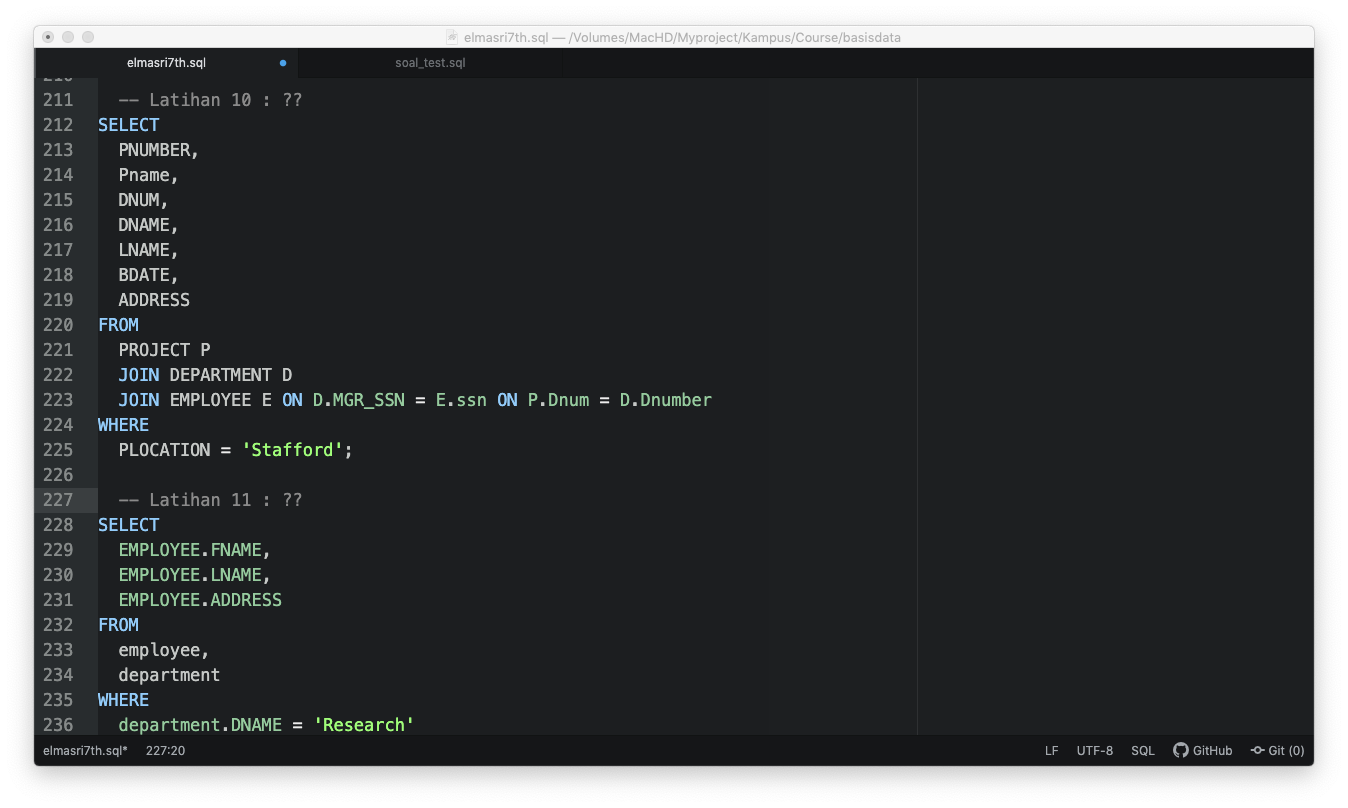 elmasri7th.sql — /Volumes/MacHD/Myproject/Kampus/Course/basisdata
elmasri7th.sql soal_test.sql
210
211 -- Latihan 10 : ??
212 SELECT
213 PNUMBER,
214 Pname,
215 DNUM,
216 DNAME,
217 LNAME,
218 BDATE,
219 ADDRESS
220 FROM
221 PROJECT P
222 JOIN DEPARTMENT D
223 JOIN EMPLOYEE E ON D.MGR_SSN = E.ssn ON P.Dnum = D.Dnumber
224 WHERE
225 PLOCATION = 'Stafford';
226
227 -- Latihan 11 : ??
228 SELECT
229 EMPLOYEE.FNAME,
230 EMPLOYEE.LNAME,
231 EMPLOYEE.ADDRESS
232 FROM
233 employee,
234 department
235 WHERE
236 department.DNAME = 'Research'
elmasri7th.sql* 227:20 LF UTF-8 SQL GitHub Git (0)